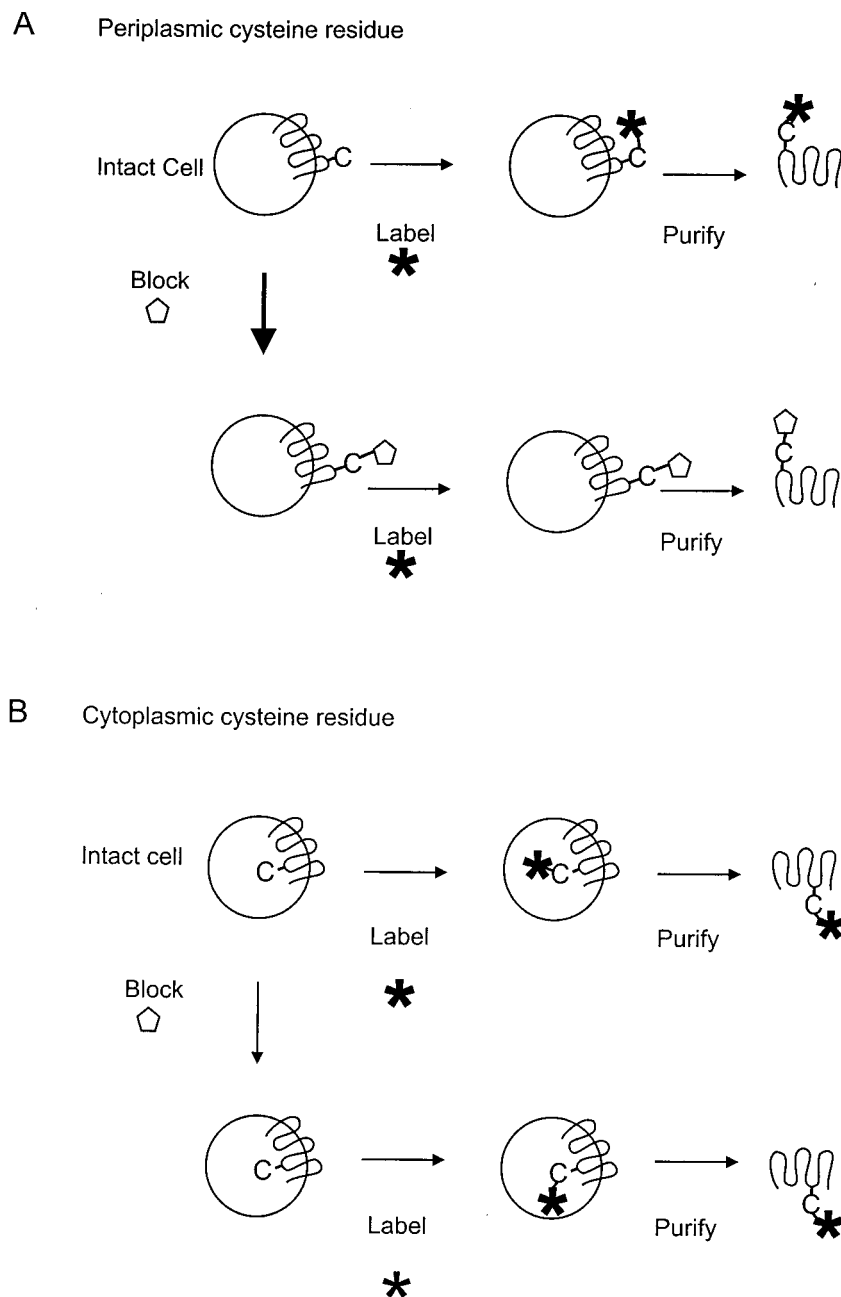 A
Periplasmic cysteine residue
Intact Cell
C
C
C
Label
Purify
Block
C
C
C
Label
Purify
B
Cytoplasmic cysteine residue
Intact cell
C
C
C
Label
Purify
Block
C
C
C
Label
Purify